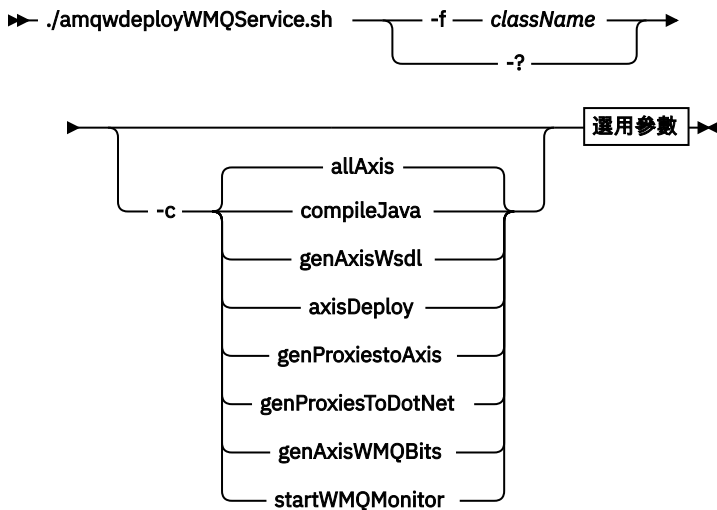 ./amqwdeployWMQService.sh -f className
-?
選用參數
allAxis
-c compileJava
genAxisWsdl
axisDeploy
genProxiestoAxis
genProxiesToDotNet
genAxisWMQBits
startWMQMonitor